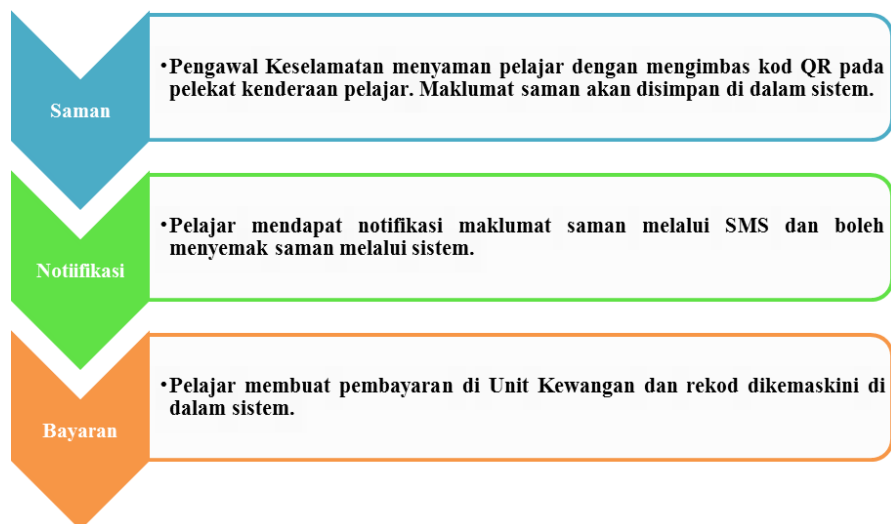 Saman
•Pengawal Keselamatan menyaman pelajar dengan mengimbas kod QR pada
pelekat kenderaan pelajar. Maklumat saman akan disimpan di dalam sistem.
Notiifikasi
•Pelajar mendapat notifikasi maklumat saman melalui SMS dan boleh
menyemak saman melalui sistem.
Bayaran
•Pelajar membuat pembayaran di Unit Kewangan dan rekod dikemaskini di
dalam sistem.